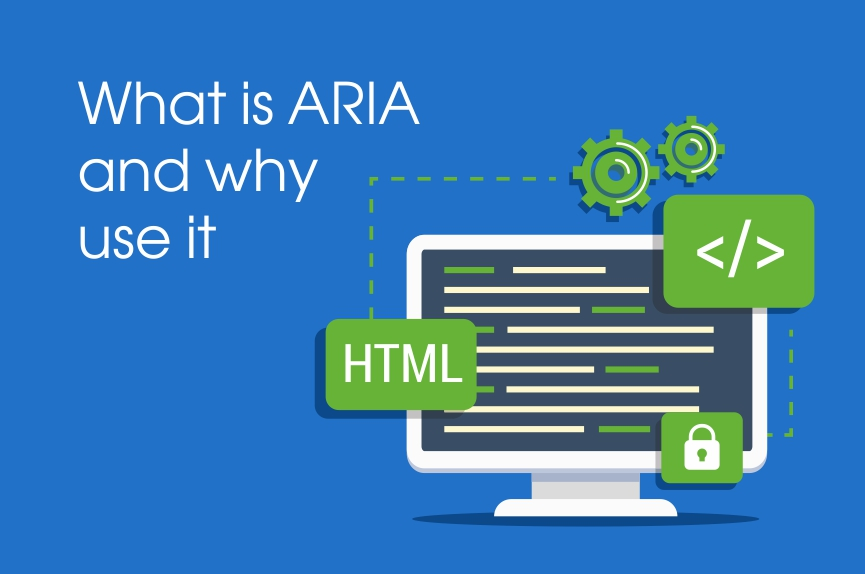 What is ARIA
and why
use it
</>
HTML